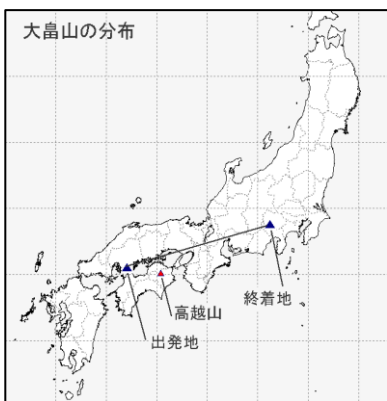 大畠山の分布
終着地
高越山
出発地